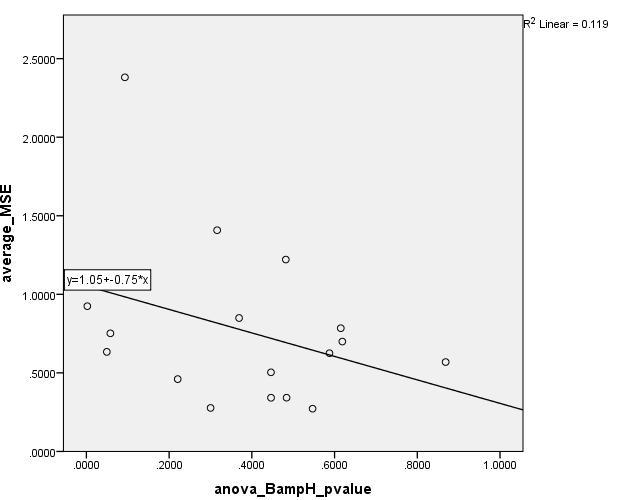 R2 Linear = 0.119
2.5000
2.0000
1.5000
1.0000
.5000
.0000
average_MSE
y=1.05+-0.75*x
.0000 .2000 .4000 .6000 .8000 1.0000
anova_BampH_pvalue